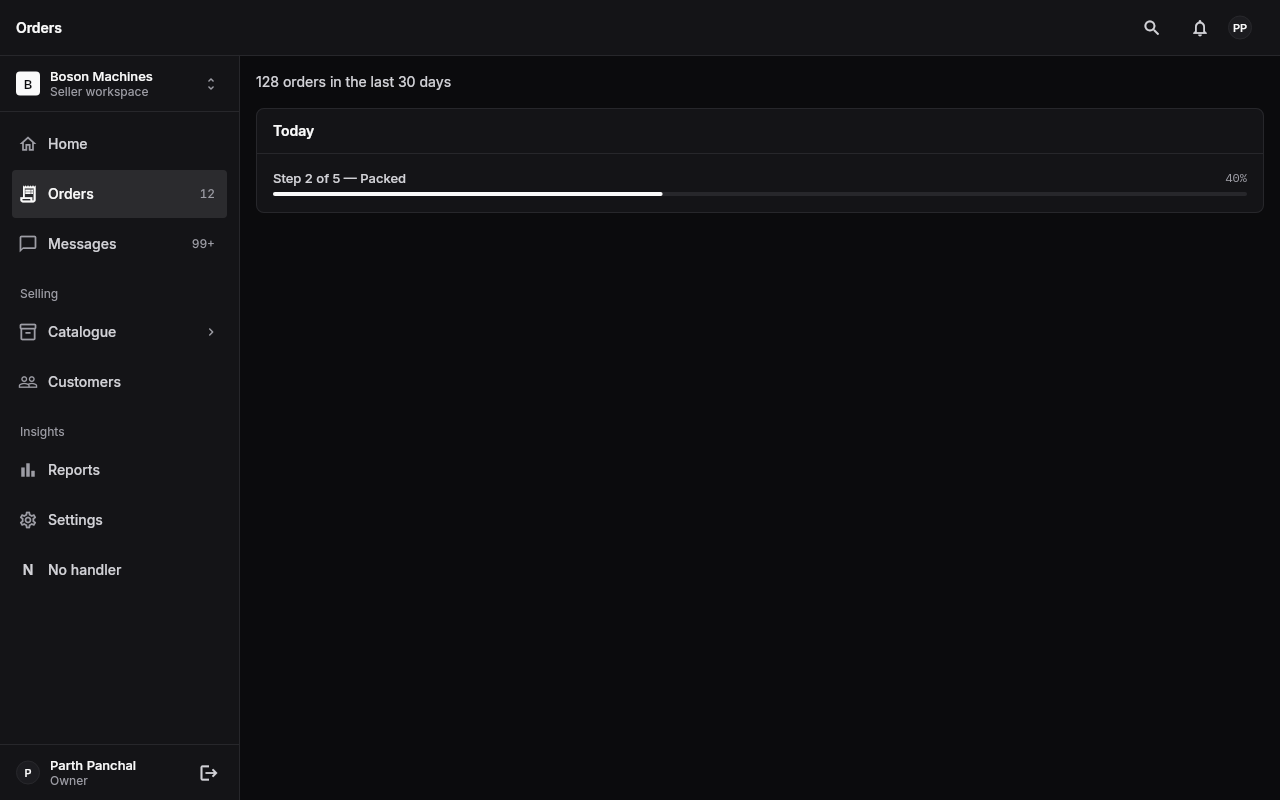 Orders
PP
B
Boson Machines
Seller workspace
Home
Orders 12
Messages 99+
Selling
Catalogue
Customers
Insights
Reports
Settings
N No handler
P
Parth Panchal
Owner
128 orders in the last 30 days
Today
Step 2 of 5 — Packed 40%